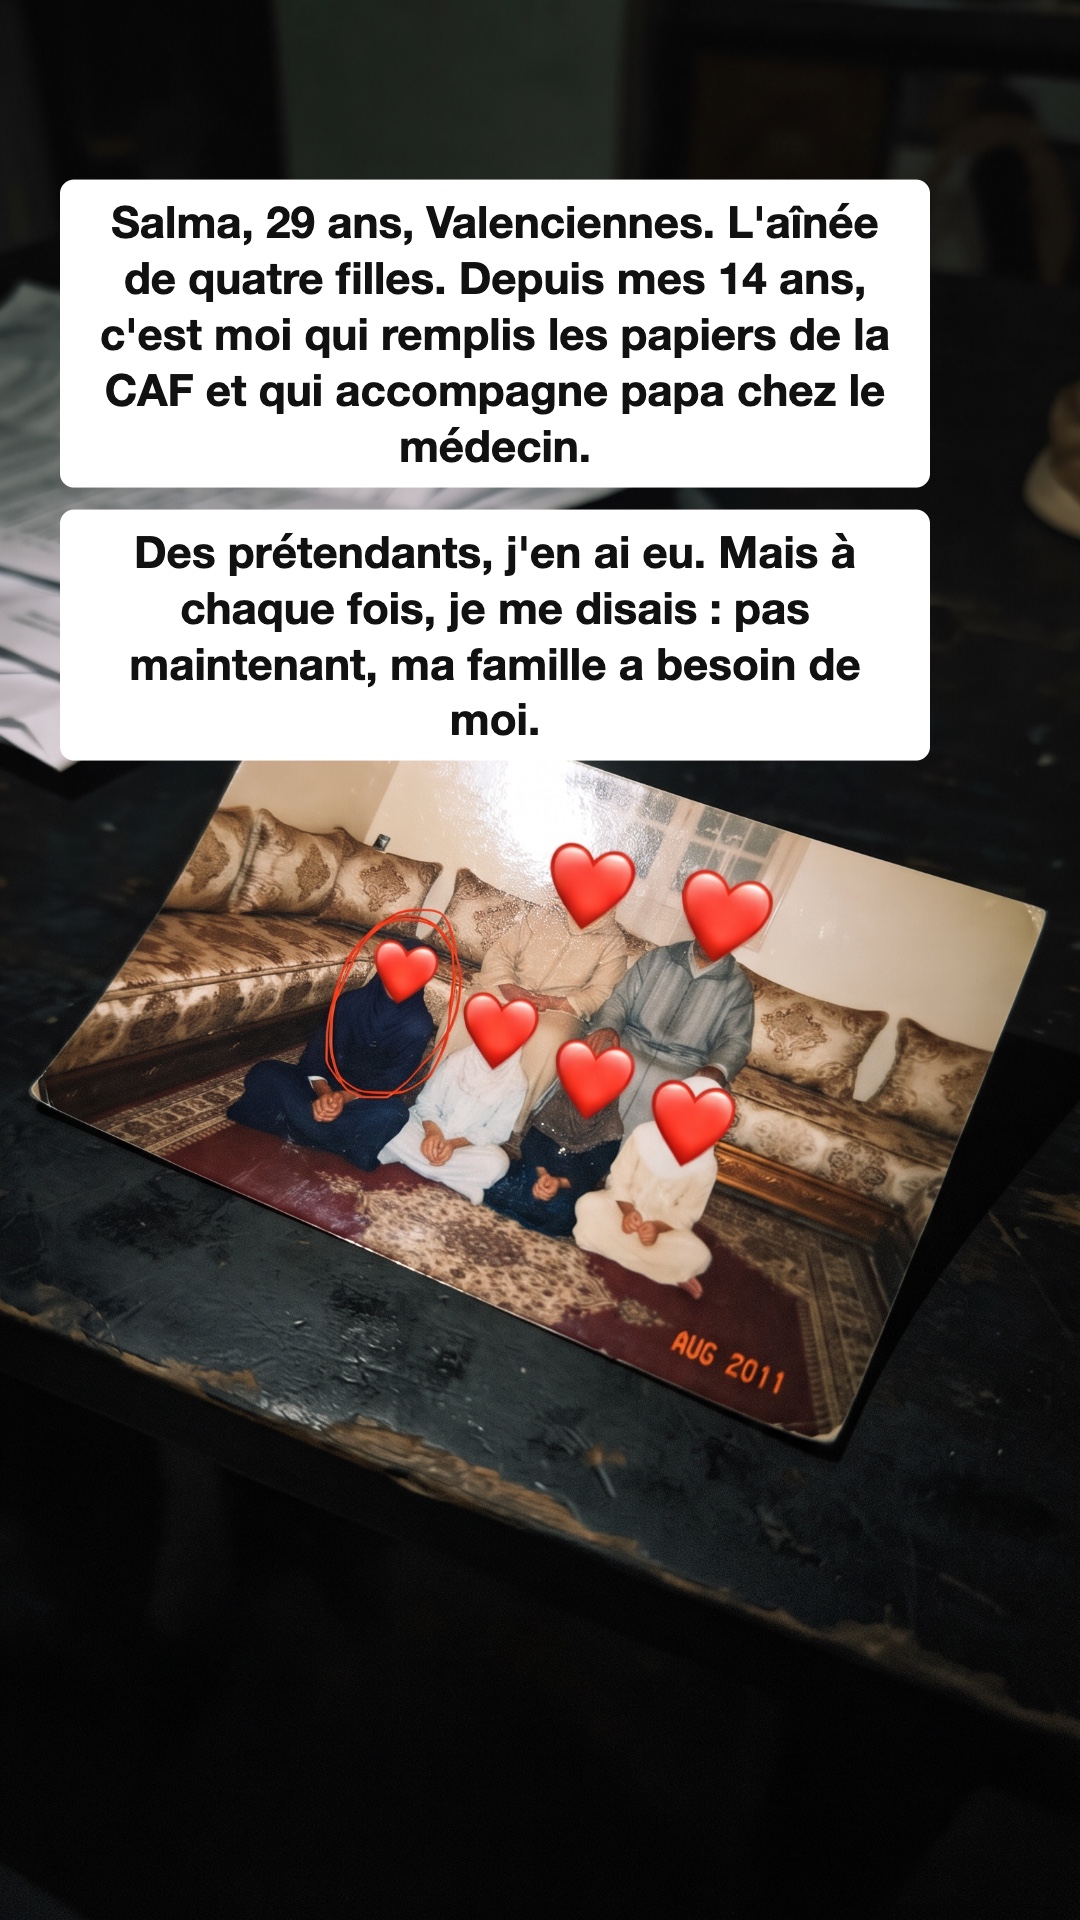 Salma, 29 ans, Valenciennes. L'aînée
de quatre filles. Depuis mes 14 ans,
c'est moi qui remplis les papiers de la
CAF et qui accompagne papa chez le
médecin.
Des prétendants, j'en ai eu. Mais à
chaque fois, je me disais : pas
maintenant, ma famille a besoin de
moi.
AUG 2011